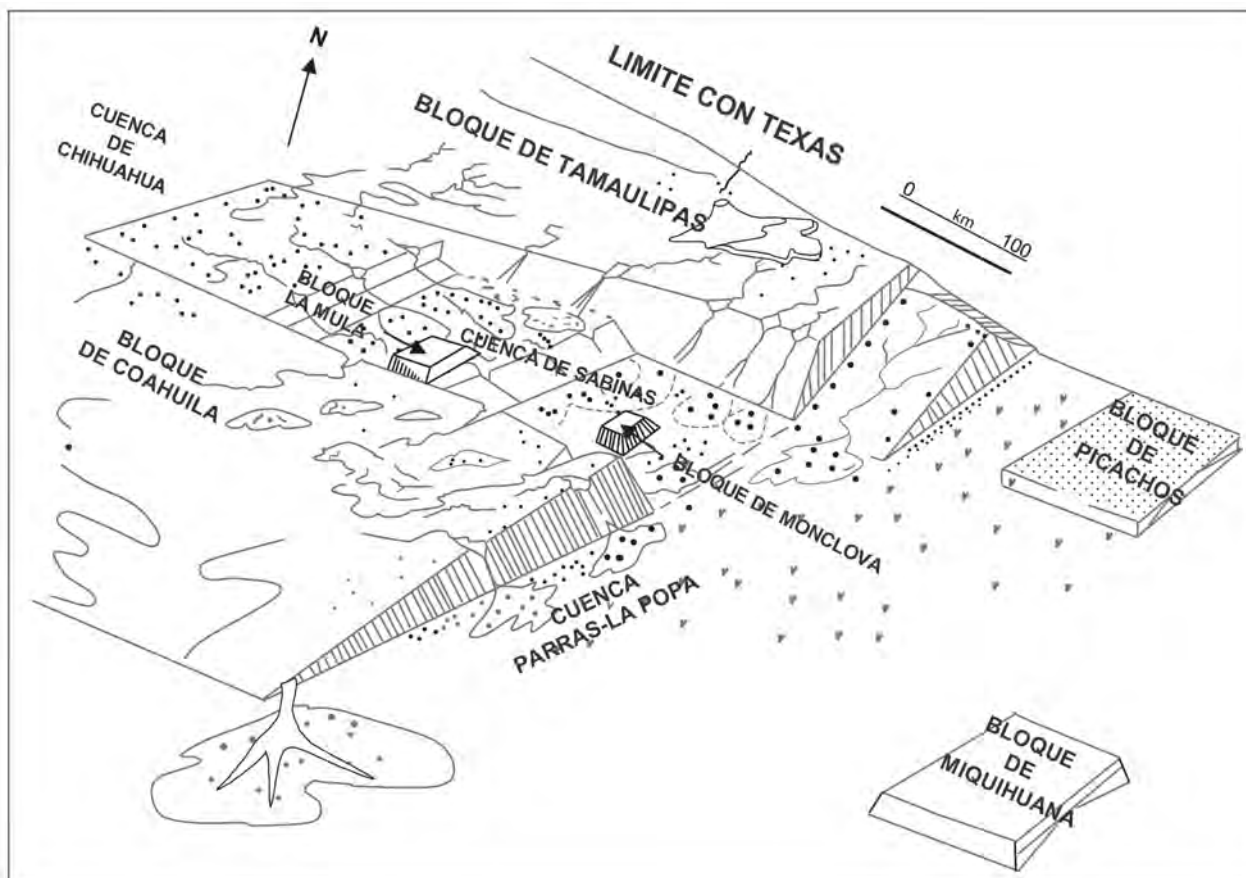 N
LIMITE CON TEXAS
CUENCA
DE
CHIHUAHUA
BLOQUE DE TAMAULIPAS
0
km
100
BLOQUE
LA MULA
BLOQUE
DE COAHUILA
CUENCA DE SABINAS
BLOQUE
DE
PICACHOS
BLOQUE DE MONCLOVA
CUENCA
PARRAS-LA POPA
BLOQUE
DE
MIQUIHUANA